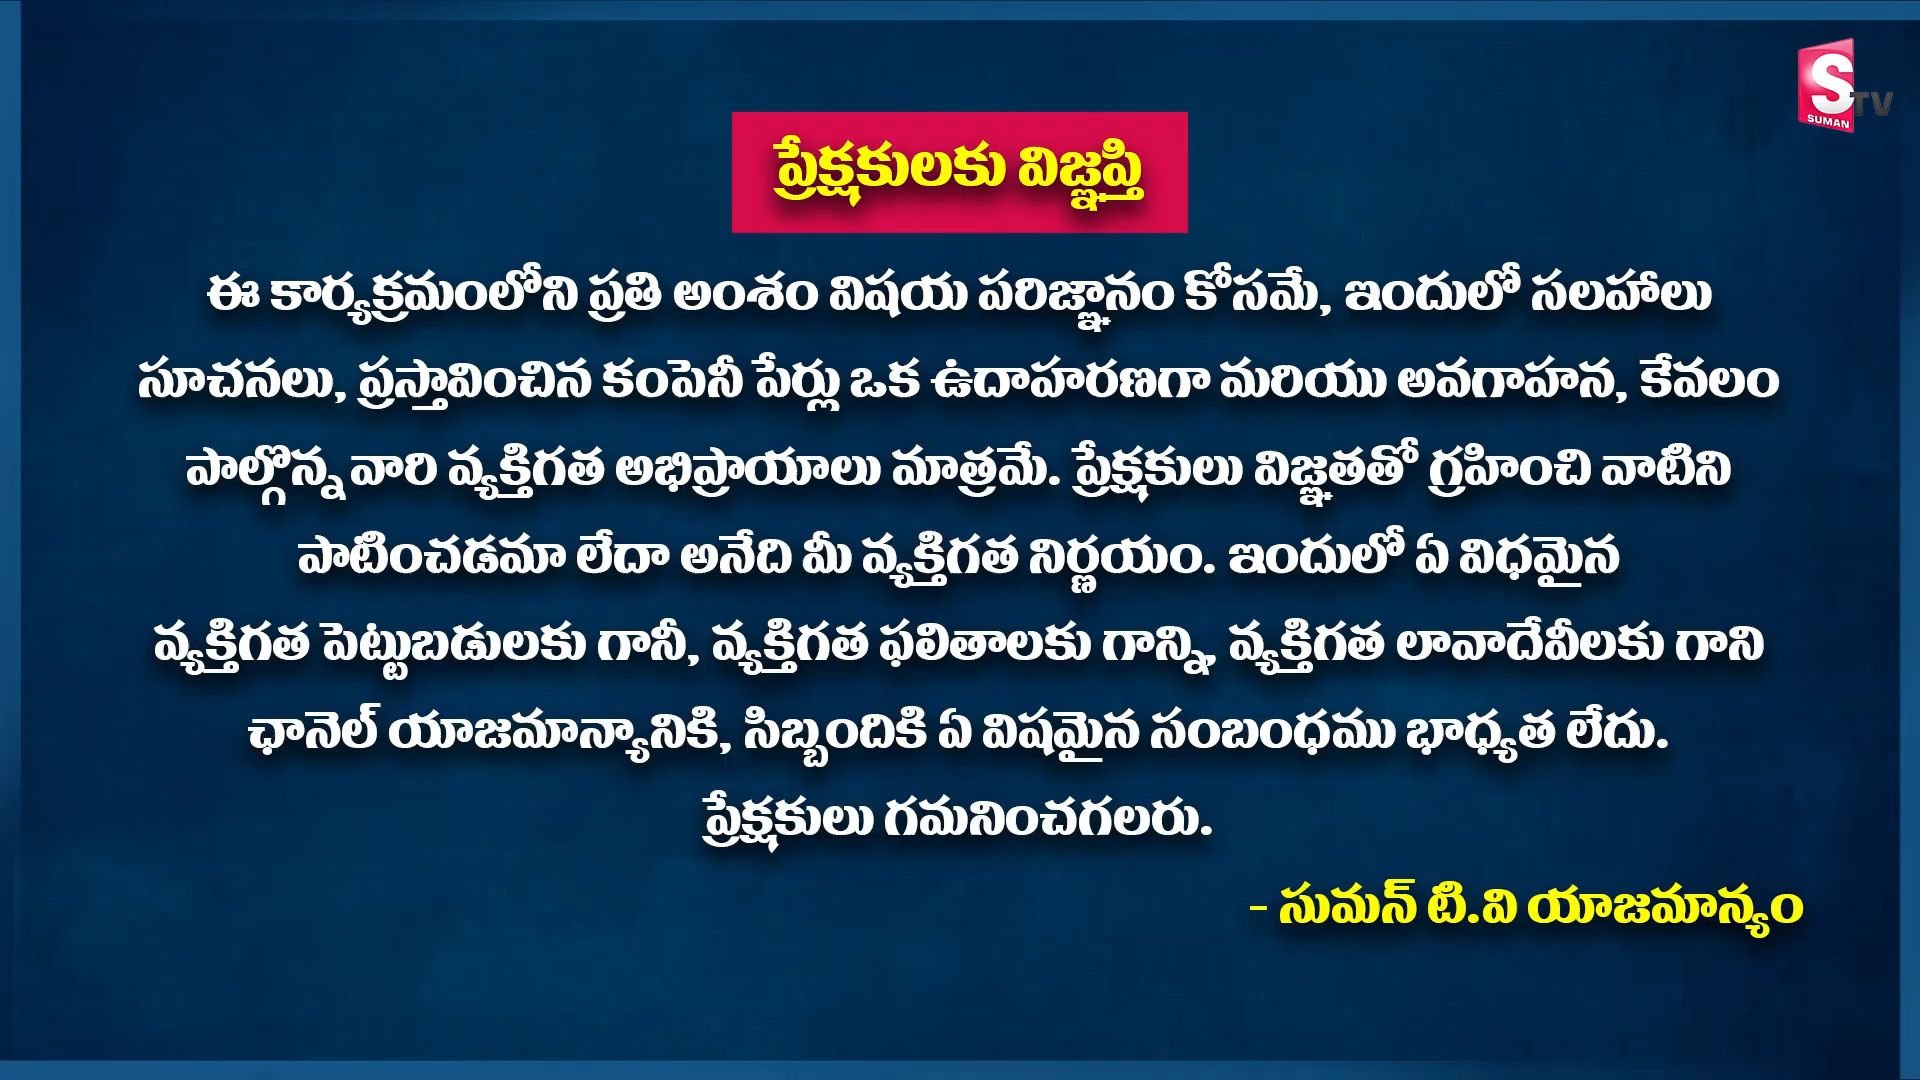 S
TV
SUMAN
ప్రేక్షకులకు విజ్ఞప్తి
ఈ కార్యక్రమంలోని ప్రతి అంశం విషయ పరిజ్ఞానం కోసమే, ఇందులో సలహాలు
సూచనలు, ప్రస్తావించిన కంపెనీ పేర్లు ఒక ఉదాహరణగా మరియు అవగాహన, కేవలం
పాల్గొన్న వారి వ్యక్తిగత అభిప్రాయాలు మాత్రమే. ప్రేక్షకులు విజ్ఞతతో గ్రహించి వాటిని
పాటించడమా లేదా అనేది మీ వ్యక్తిగత నిర్ణయం. ఇందులో ఏ విధమైన
వ్యక్తిగత పెట్టుబడులకు గానీ, వ్యక్తిగత ఫలితాలకు గాన్ని, వ్యక్తిగత లావాదేవీలకు గాని
ఛానెల్ యాజమాన్యానికి, సిబ్బందికి ఏ విషమైన సంబంధము భాధ్యత లేదు.
ప్రేక్షకులు గమనించగలరు.
- సుమన్ టి.వి యాజమాన్యం